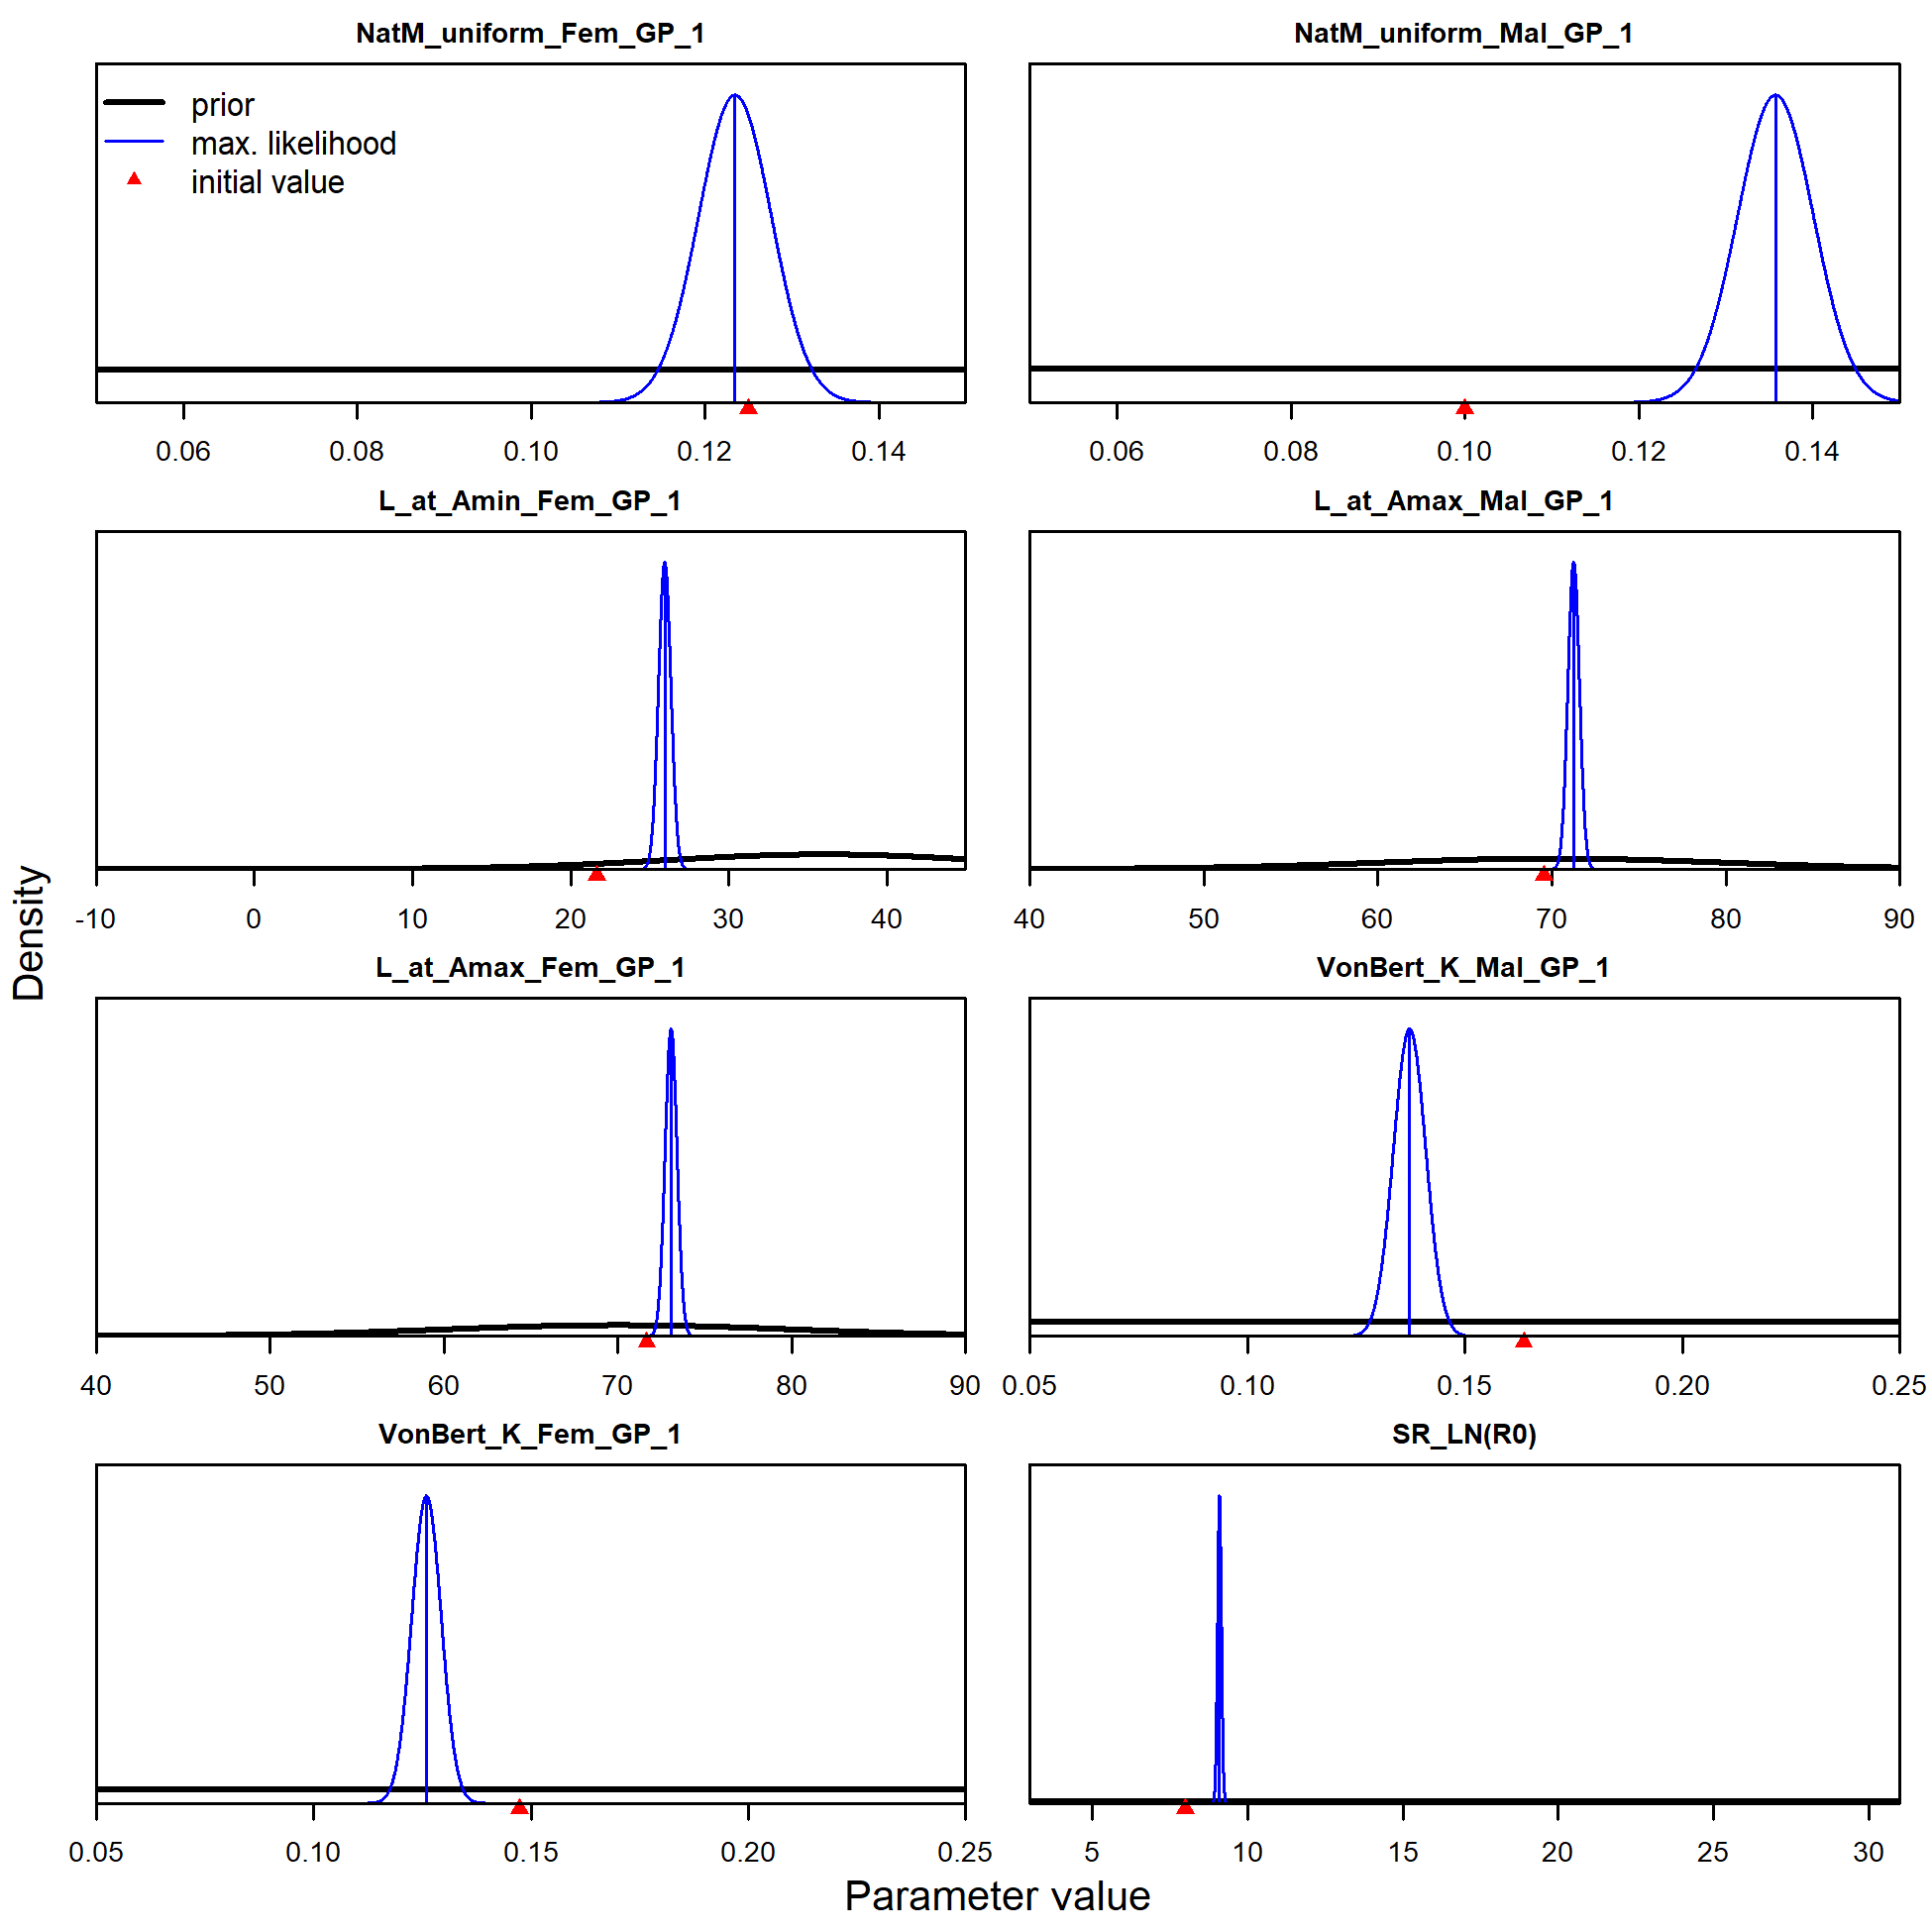 NatM_uniform_Fem_GP_1
NatM_uniform_Mal_GP_1
prior
max. likelihood
initial value
0.06 0.08 0.10 0.12 0.14
0.06 0.08 0.10 0.12 0.14
L_at_Amin_Fem_GP_1
L_at_Amax_Mal_GP_1
-10 0 10 20 30 40
40 50 60 70 80 90
L_at_Amax_Fem_GP_1
VonBert_K_Mal_GP_1
40 50 60 70 80 90
0.05 0.10 0.15 0.20 0.25
VonBert_K_Fem_GP_1
SR_LN(R0)
0.05 0.10 0.15 0.20 0.25
5 10 15 20 25 30
Density
Parameter value